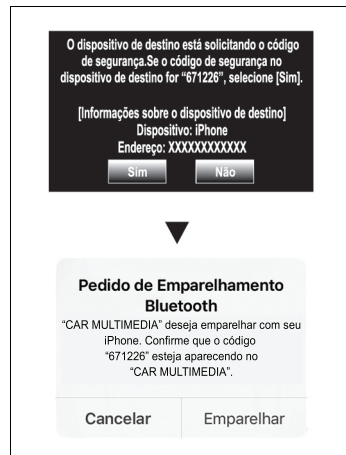 O dispositivo de destino está solicitando o código
de segurança.Se o código de segurança no
dispositivo de destino for “671226”, selecione [Sim].
[Informações sobre o dispositivo de destino]
Dispositivo: iPhone
Endereço: XXXXXXXXXXXX
Sim Não
Pedido de Emparelhamento
Bluetooth
“CAR MULTIMEDIA” deseja emparelhar com seu
iPhone. Confirme que o código
“671226” esteja aparecendo no
“CAR MULTIMEDIA”.
Cancelar Emparelhar